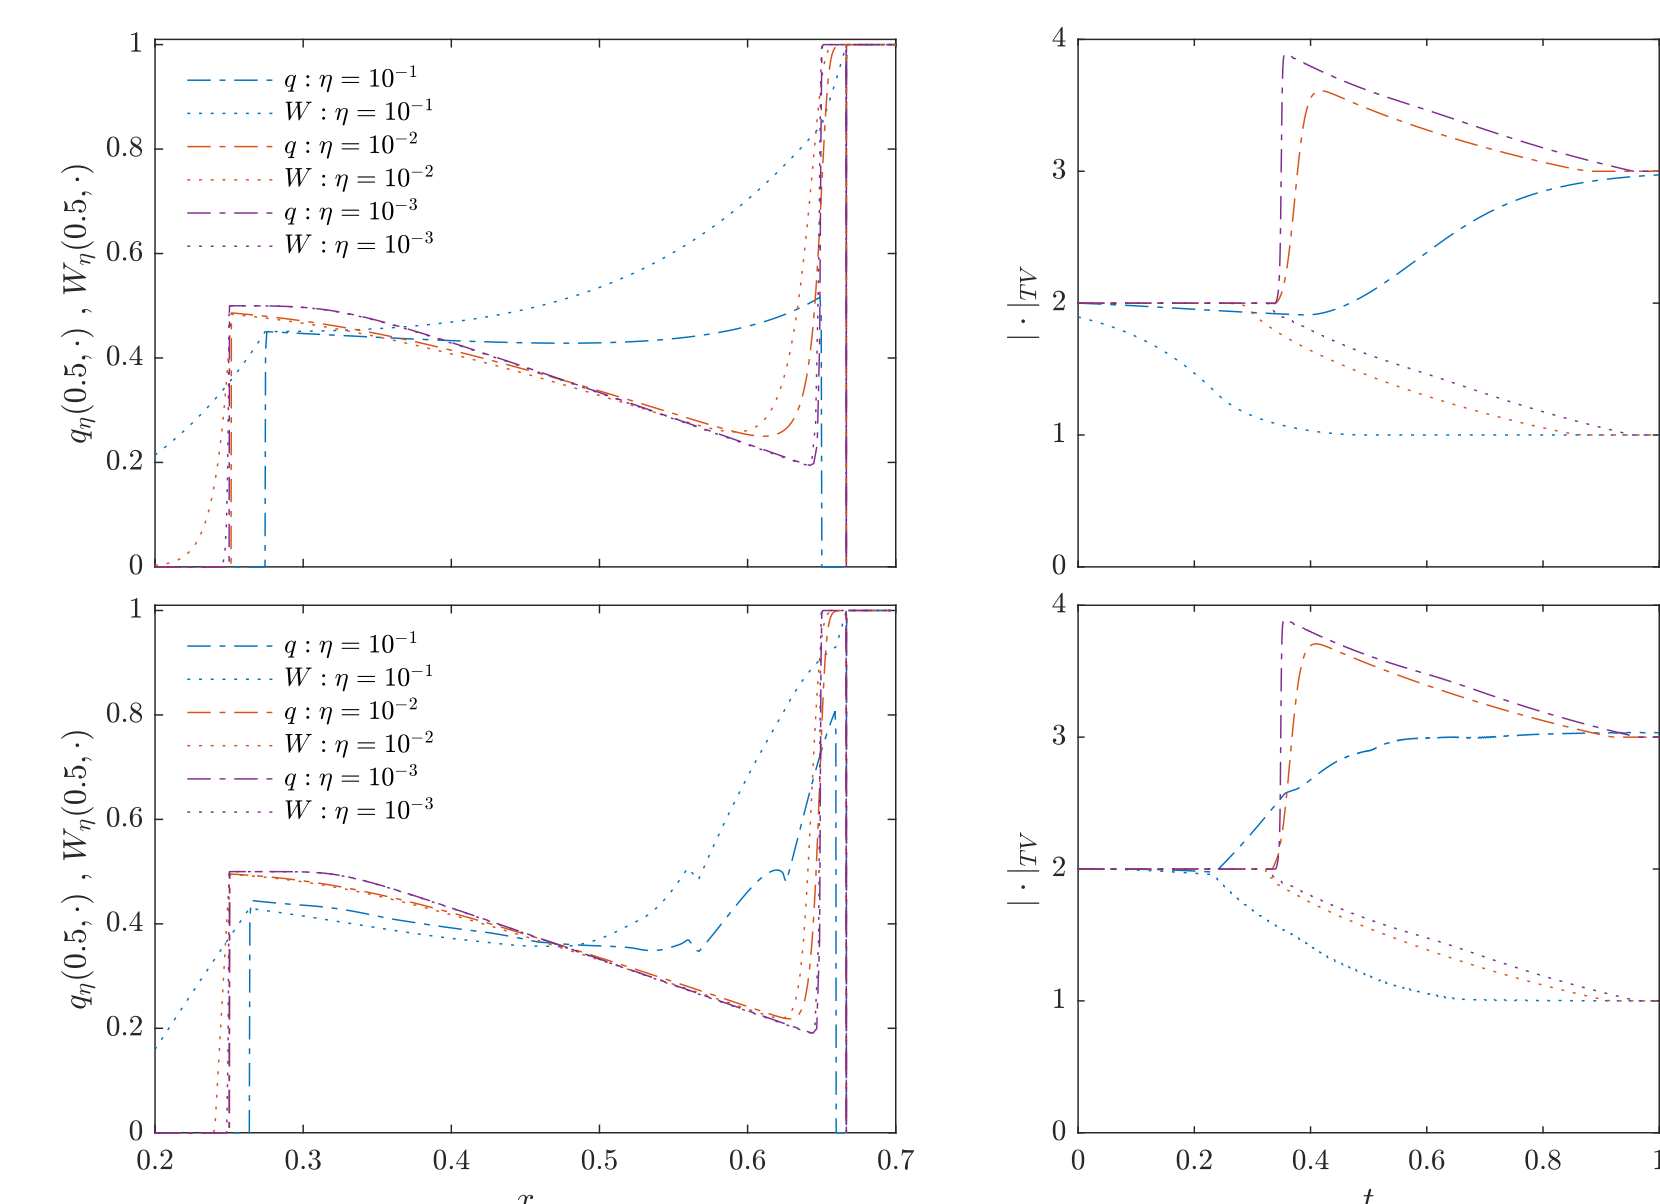 1
0.8
0.6
0.4
0.2
0
q_η(0.5, ·) , W_η(0.5, ·)
q : η = 10^{-1}
W : η = 10^{-1}
q : η = 10^{-2}
W : η = 10^{-2}
q : η = 10^{-3}
W : η = 10^{-3}
4
3
2
1
0
| · |_{TV}
1
0.8
0.6
0.4
0.2
0
q_η(0.5, ·) , W_η(0.5, ·)
q : η = 10^{-1}
W : η = 10^{-1}
q : η = 10^{-2}
W : η = 10^{-2}
q : η = 10^{-3}
W : η = 10^{-3}
0.2 0.3 0.4 0.5 0.6 0.7
x
4
3
2
1
0
| · |_{TV}
0 0.2 0.4 0.6 0.8 1
t